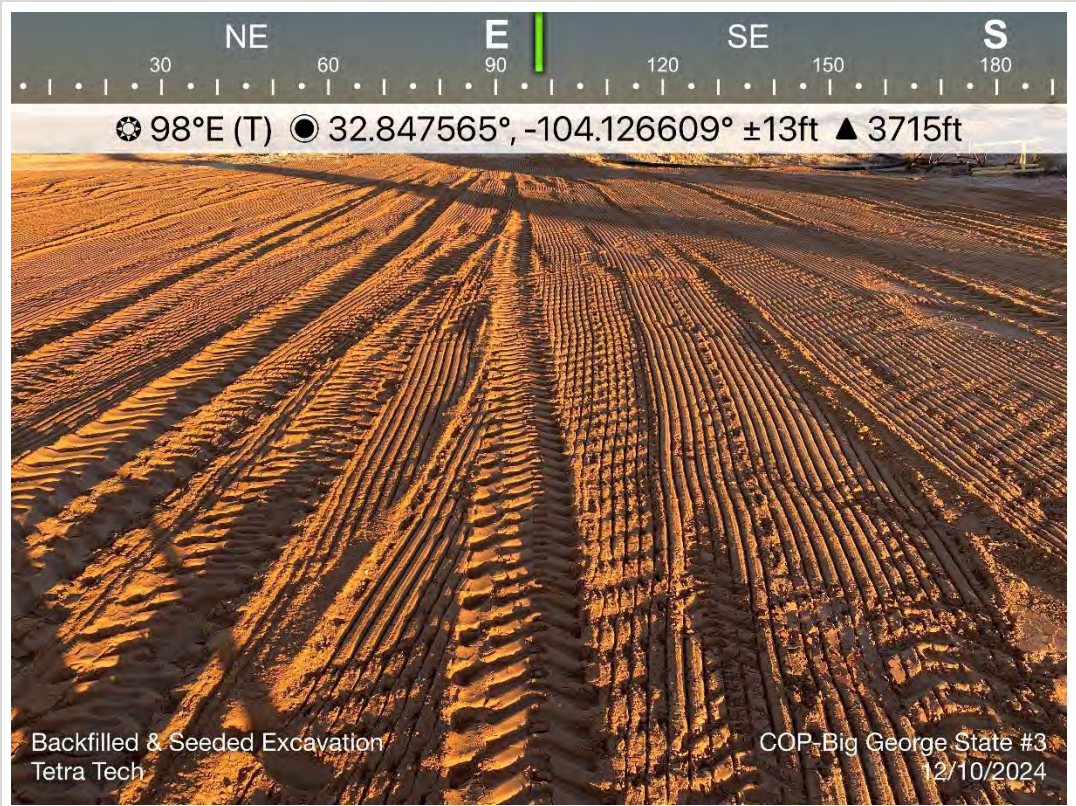 NE E SE S
30 60 90 120 150 180
98°E (T) 32.847565°, -104.126609° ±13ft ▲ 3715ft
Backfilled & Seeded Excavation
Tetra Tech
COP-Big George State #3
12/10/2024